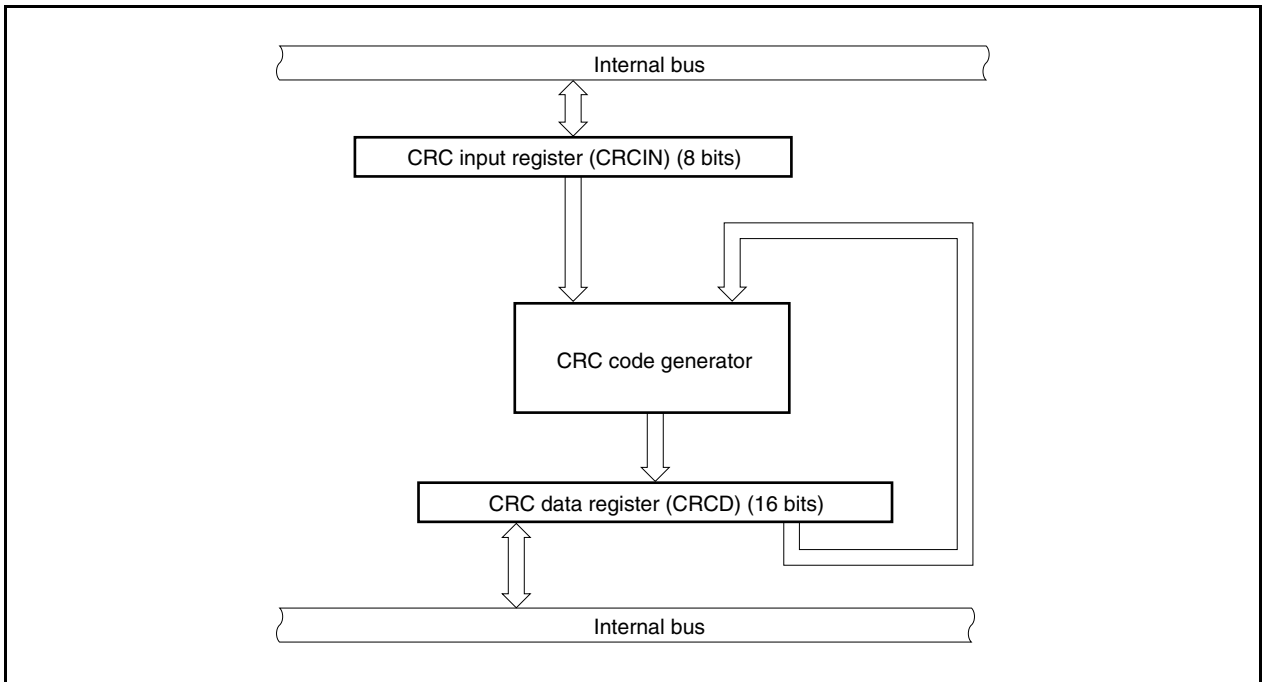 Internal bus
CRC input register (CRCIN) (8 bits)
CRC code generator
CRC data register (CRCD) (16 bits)
Internal bus